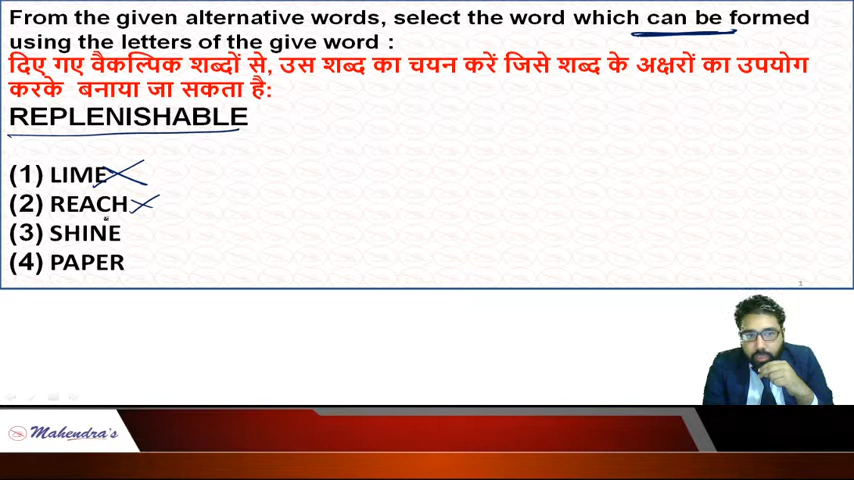 From the given alternative words, select the word which can be formed
using the letters of the give word :
दिए गए वैकल्पिक शब्दों से, उस शब्द का चयन करें जिसे शब्द के अक्षरों का उपयोग
करके बनाया जा सकता है:
REPLENISHABLE
(1) LIME
(2) REACH
(3) SHINE
(4) PAPER
1
Mahendra's